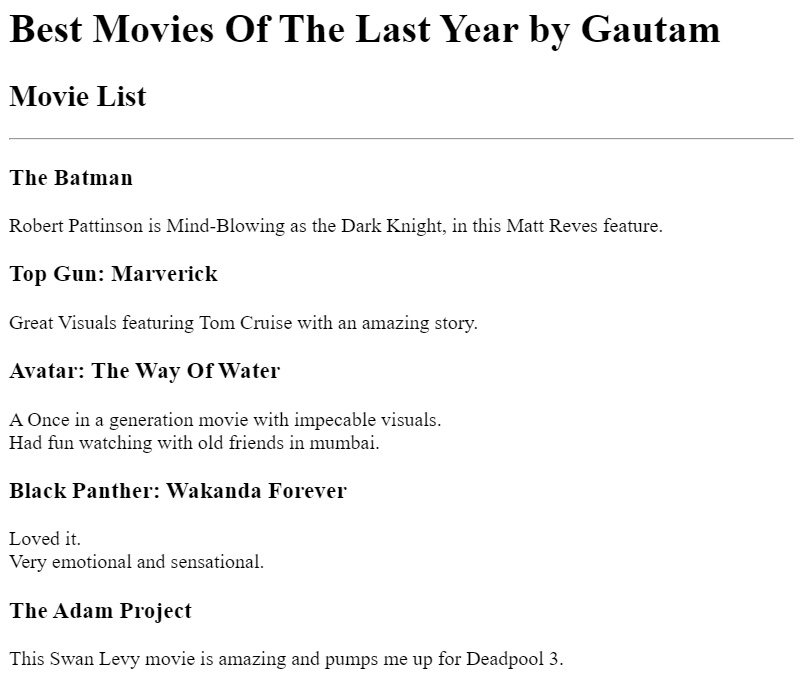 Best Movies Of The Last Year by Gautam
Movie List
The Batman
Robert Pattinson is Mind-Blowing as the Dark Knight, in this Matt Reves feature.
Top Gun: Marverick
Great Visuals featuring Tom Cruise with an amazing story.
Avatar: The Way Of Water
A Once in a generation movie with impecable visuals.
Had fun watching with old friends in mumbai.
Black Panther: Wakanda Forever
Loved it.
Very emotional and sensational.
The Adam Project
This Swan Levy movie is amazing and pumps me up for Deadpool 3.